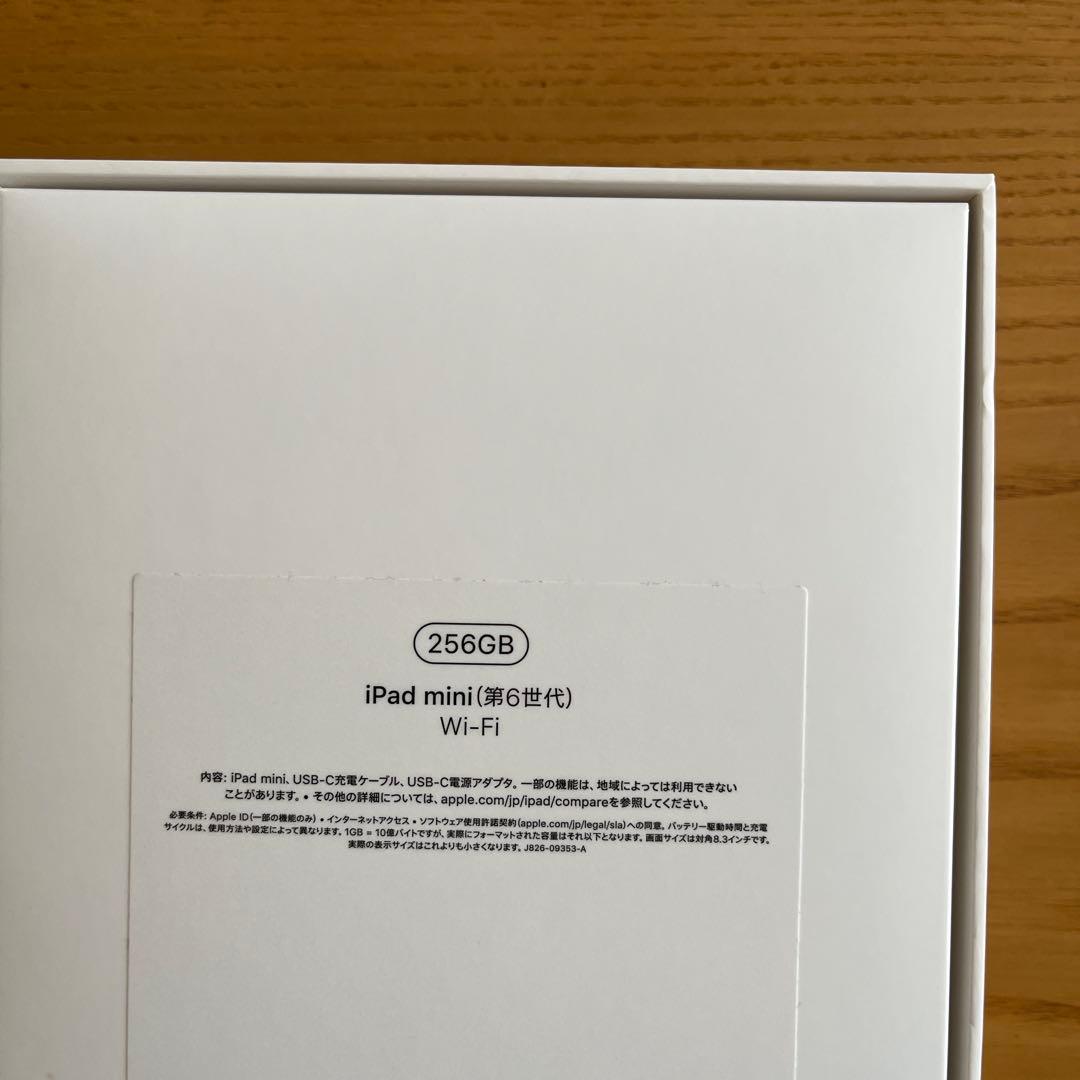 256GB
iPad mini(第6世代)
Wi-Fi
内容: iPad mini、USB-C充電ケーブル、USB-C電源アダプタ。一部の機能は、地域によっては利用できない
ことがあります。• その他の詳細については、apple.com/jp/ipad/compareを参照してください。
必要条件: Apple ID(一部の機能のみ) • インターネットアクセス • ソフトウェア使用許諾契約(apple.com/jp/legal/sla)への同意。バッテリー駆動時間と充電
サイクルは、使用方法や設定によって異なります。1GB = 10億バイトですが、実際にフォーマットされた容量はそれ以下となります。画面サイズは対角8.3インチです。
実際の表示サイズはこれよりも小さくなります。J826-09353-A